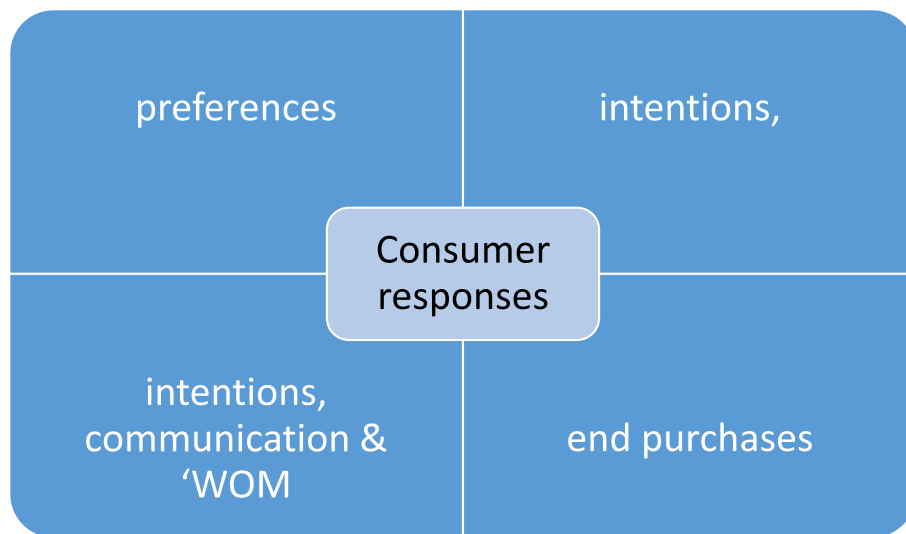 preferences
intentions,
Consumer
responses
intentions,
communication &
‘WOM
end purchases